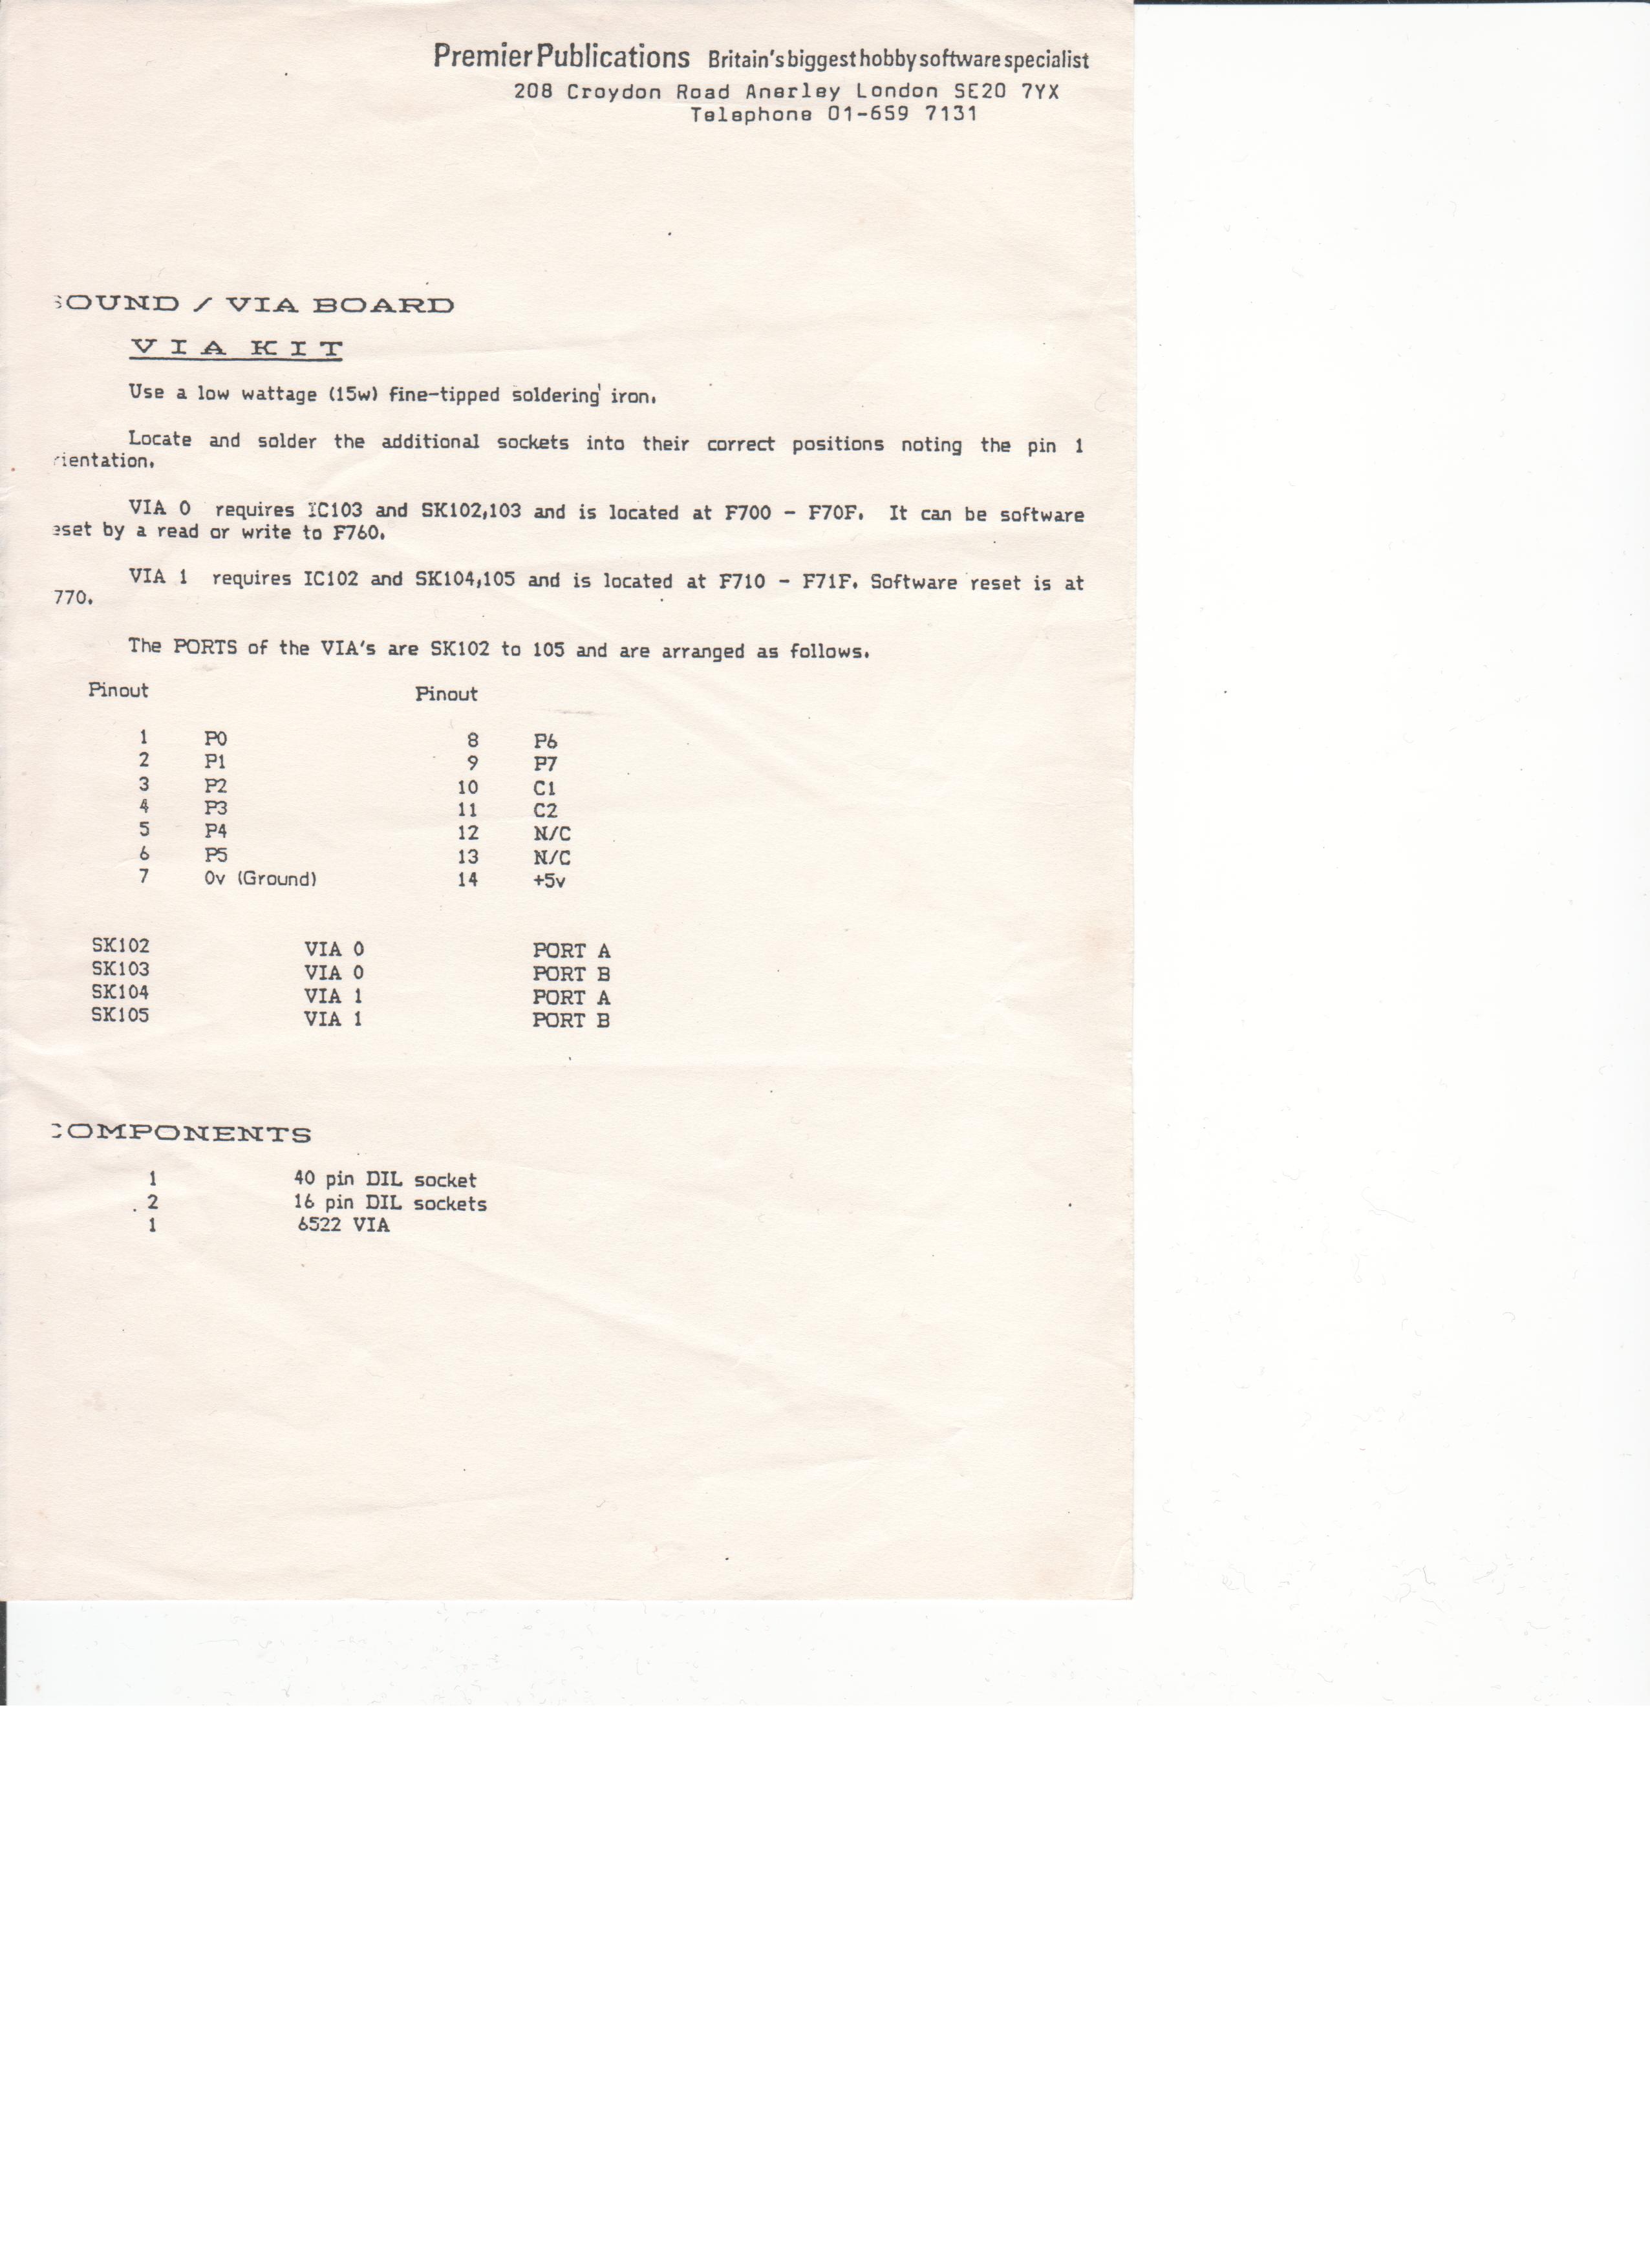 Premier Publications Britain's biggest hobby software specialist
208 Croydon Road Anerley London SE20 7YX
Telephone 01-659 7131
SOUND / VIA BOARD
VIA KIT
Use a low wattage (15w) fine-tipped soldering iron.
Locate and solder the additional sockets into their correct positions noting the pin 1
rientation.
VIA 0 requires IC103 and SK102,103 and is located at F700 - F70F. It can be software
eset by a read or write to F760.
VIA 1 requires IC102 and SK104,105 and is located at F710 - F71F. Software reset is at
770.
The PORTS of the VIA's are SK102 to 105 and are arranged as follows.
Pinout Pinout
1 P0 8 P6
2 P1 9 P7
3 P2 10 C1
4 P3 11 C2
5 P4 12 N/C
6 P5 13 N/C
7 0v (Ground) 14 +5v
SK102 VIA 0 PORT A
SK103 VIA 0 PORT B
SK104 VIA 1 PORT A
SK105 VIA 1 PORT B
COMPONENTS
1 40 pin DIL socket
2 16 pin DIL sockets
1 6522 VIA